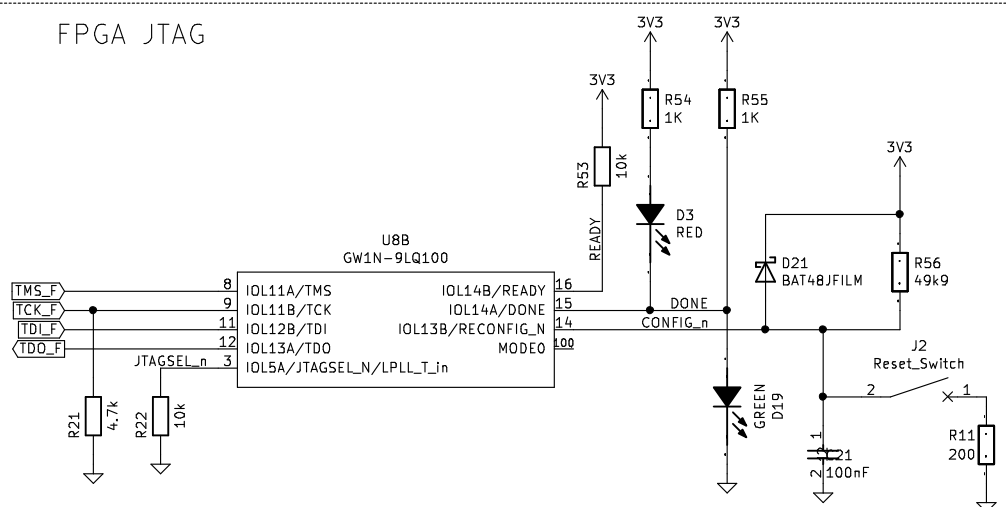 FPGA JTAG
3V3
3V3
3V3
3V3
R54
1K
R55
1K
R53
10k
READY
D3
RED
U8B
GW1N-9LQ100
D21
BAT48JFILM
R56
49k9
TMS_F
8
IOL11A/TMS
IOL14B/READY
16
TCK_F
9
IOL11B/TCK
IOL14A/DONE
15
DONE
TDI_F
11
IOL12B/TDI
IOL13B/RECONFIG_N
14
CONFIG_n
TDO_F
12
IOL13A/TDO
MODE0
100
JTAGSEL_n
3
IOL5A/JTAGSEL_N/LPLL_T_in
J2
Reset_Switch
2
1
R21
4.7k
R22
10k
GREEN
D19
1
21
2
100nF
R11
200